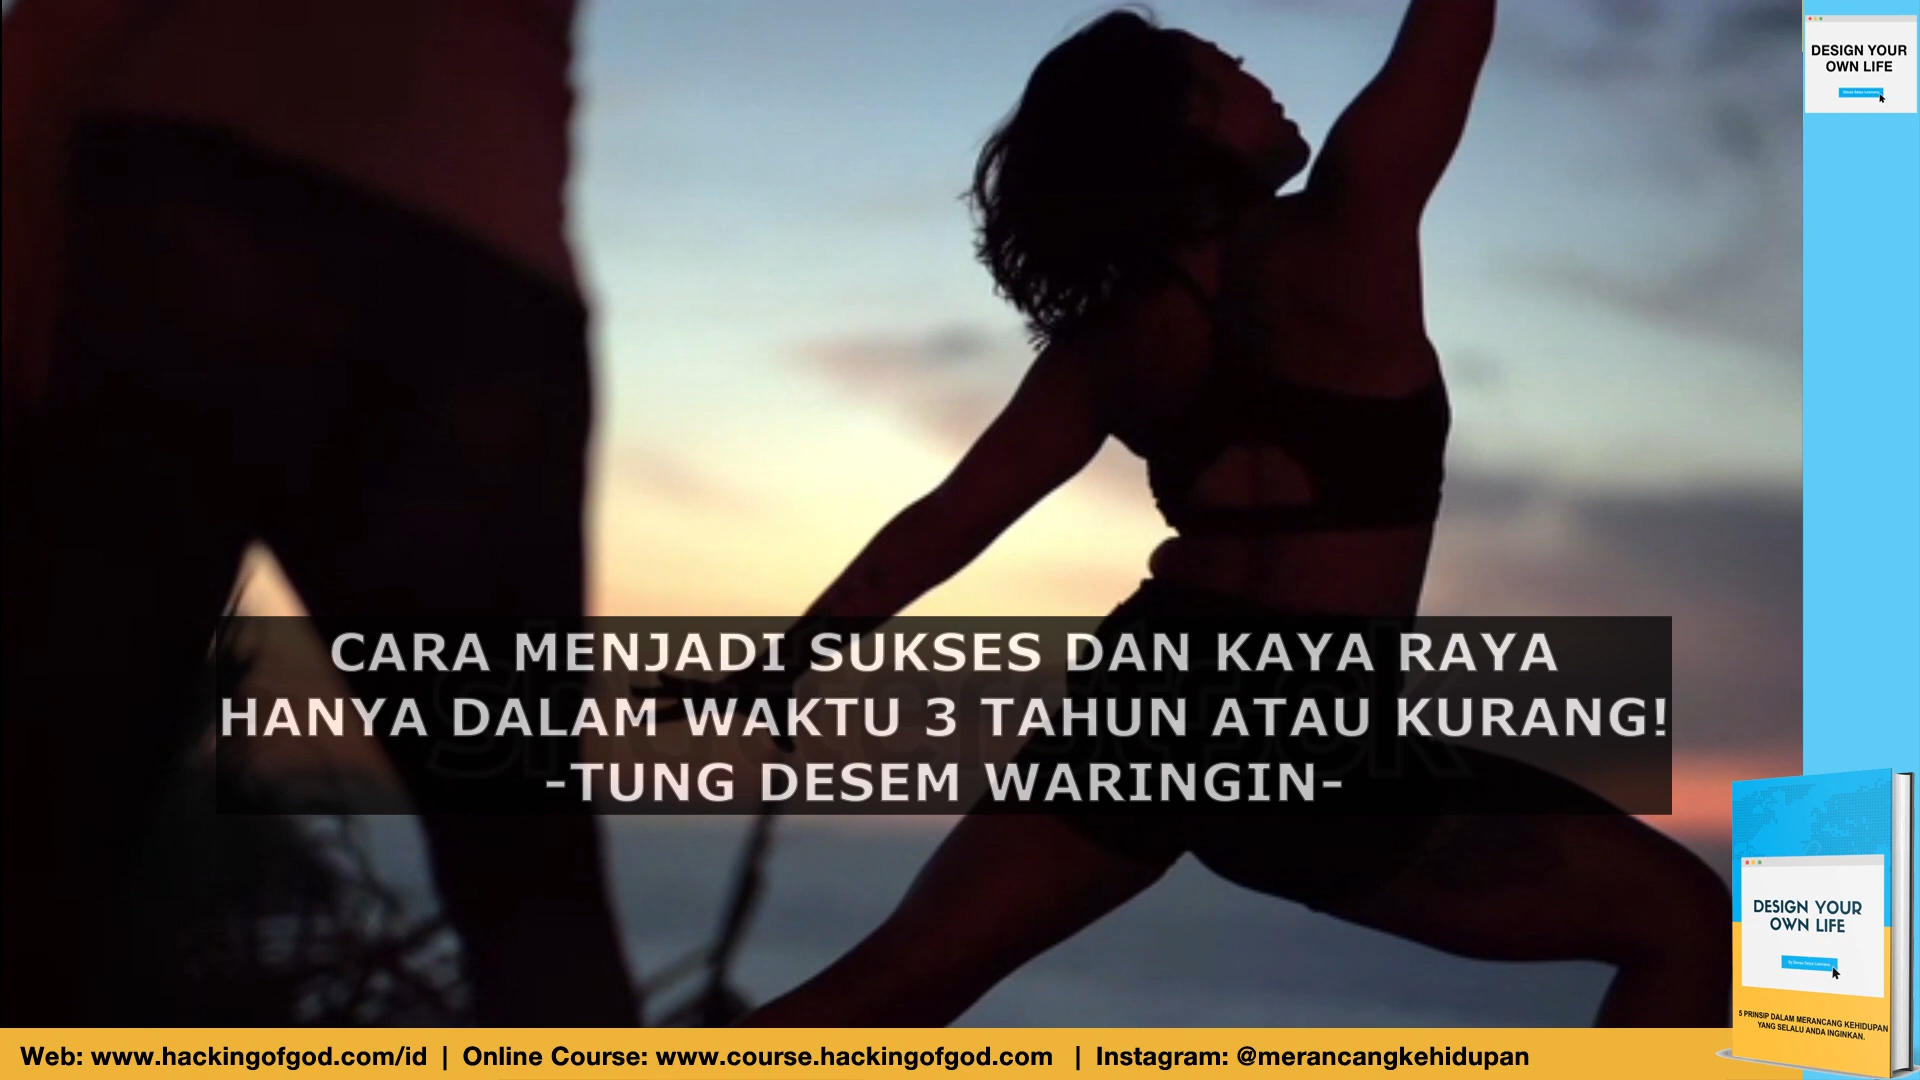 DESIGN YOUR
OWN LIFE
CARA MENJADI SUKSES DAN KAYA RAYA
HANYA DALAM WAKTU 3 TAHUN ATAU KURANG!
-TUNG DESEM WARINGIN-
shutterstock
DESIGN YOUR
OWN LIFE
5 PRINSIP DALAM MERANCANG KEHIDUPAN
YANG SELALU ANDA INGINKAN.
Web: www.hackingofgod.com/id | Online Course: www.course.hackingofgod.com | Instagram: @merancangkehidupan